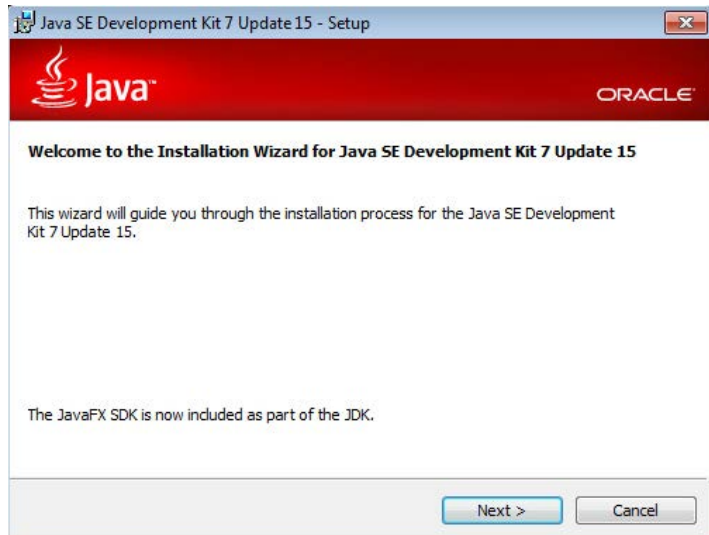 Java SE Development Kit 7 Update 15 - Setup
Java™
ORACLE®
Welcome to the Installation Wizard for Java SE Development Kit 7 Update 15
This wizard will guide you through the installation process for the Java SE Development
Kit 7 Update 15.
The JavaFX SDK is now included as part of the JDK.
Next >
Cancel